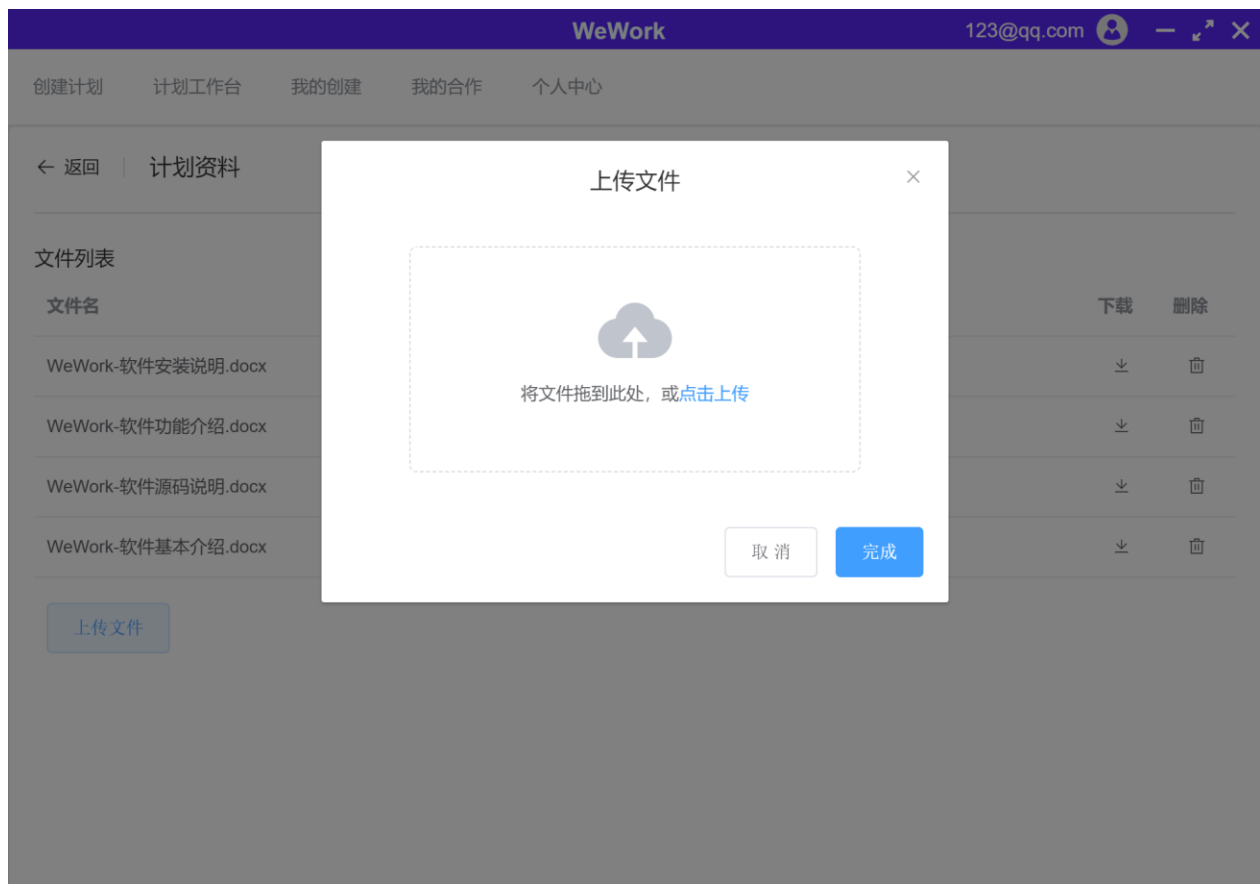 WeWork
123@qq.com
创建计划 计划工作台 我的创建 我的合作 个人中心
返回 计划资料
上传文件
文件列表
文件名 下载 删除
WeWork-软件安装说明.docx
将文件拖到此处，或点击上传
WeWork-软件功能介绍.docx
WeWork-软件源码说明.docx
WeWork-软件基本介绍.docx
取 消 完成
上传文件